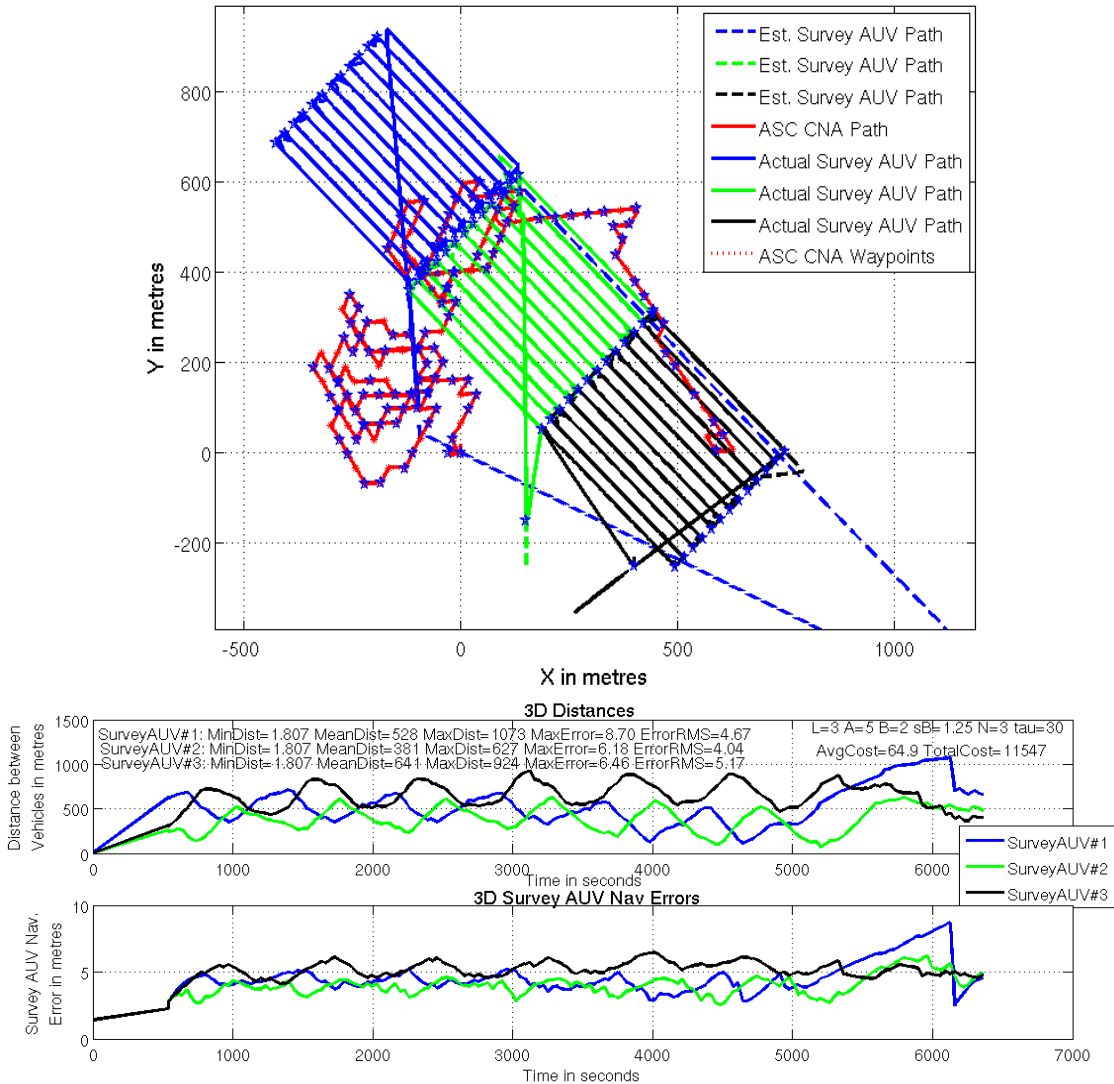 Est. Survey AUV Path
Est. Survey AUV Path
Est. Survey AUV Path
ASC CNA Path
Actual Survey AUV Path
Actual Survey AUV Path
Actual Survey AUV Path
ASC CNA Waypoints
800
600
400
200
0
-200
Y in metres
-500 0 500 1000
X in metres
3D Distances
SurveyAUV#1: MinDist=1.807 MeanDist=528 MaxDist=1073 MaxError=8.70 ErrorRMS=4.67
SurveyAUV#2: MinDist=1.807 MeanDist=381 MaxDist=627 MaxError=6.18 ErrorRMS=4.04
SurveyAUV#3: MinDist=1.807 MeanDist=641 MaxDist=924 MaxError=6.46 ErrorRMS=5.17
L=3 A=5 B=2 sB=1.25 N=3 tau=30
AvgCost=64.9 TotalCost=11547
1500
1000
500
0
Distance between
Vehicles in metres
0 1000 2000 3000 4000 5000 6000
Time in seconds
SurveyAUV#1
SurveyAUV#2
SurveyAUV#3
3D Survey AUV Nav Errors
10
5
0
Survey AUV Nav.
Error in metres
0 1000 2000 3000 4000 5000 6000 7000
Time in seconds